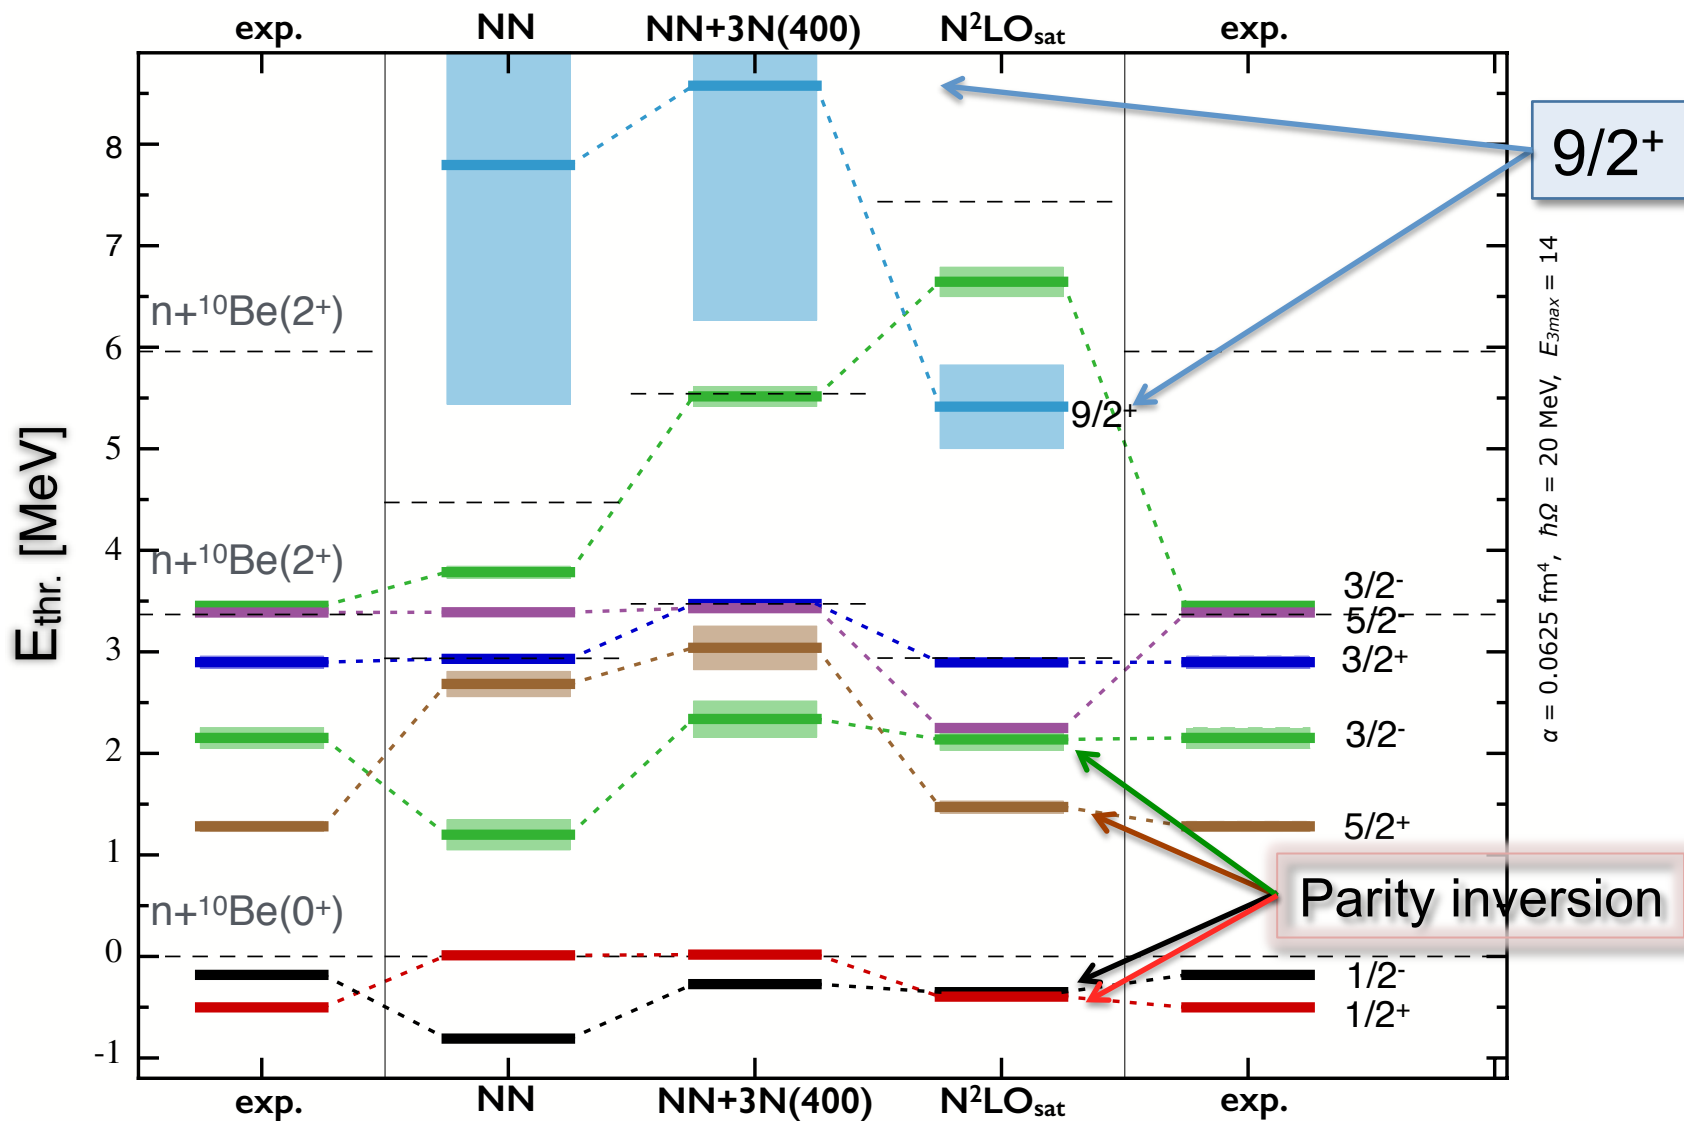 exp. NN NN+3N(400) N²LOsat exp.
8
7
6
5
4
3
2
1
0
-1
Ethr. [MeV]
n+¹⁰Be(2⁺)
n+¹⁰Be(2⁺)
n+¹⁰Be(0⁺)
9/2⁺
9/2⁺
3/2⁻
5/2⁻
3/2⁺
3/2⁻
5/2⁺
Parity inversion
1/2⁻
1/2⁺
α = 0.0625 fm⁴, ℏΩ = 20 MeV, E3max = 14
exp. NN NN+3N(400) N²LOsat exp.